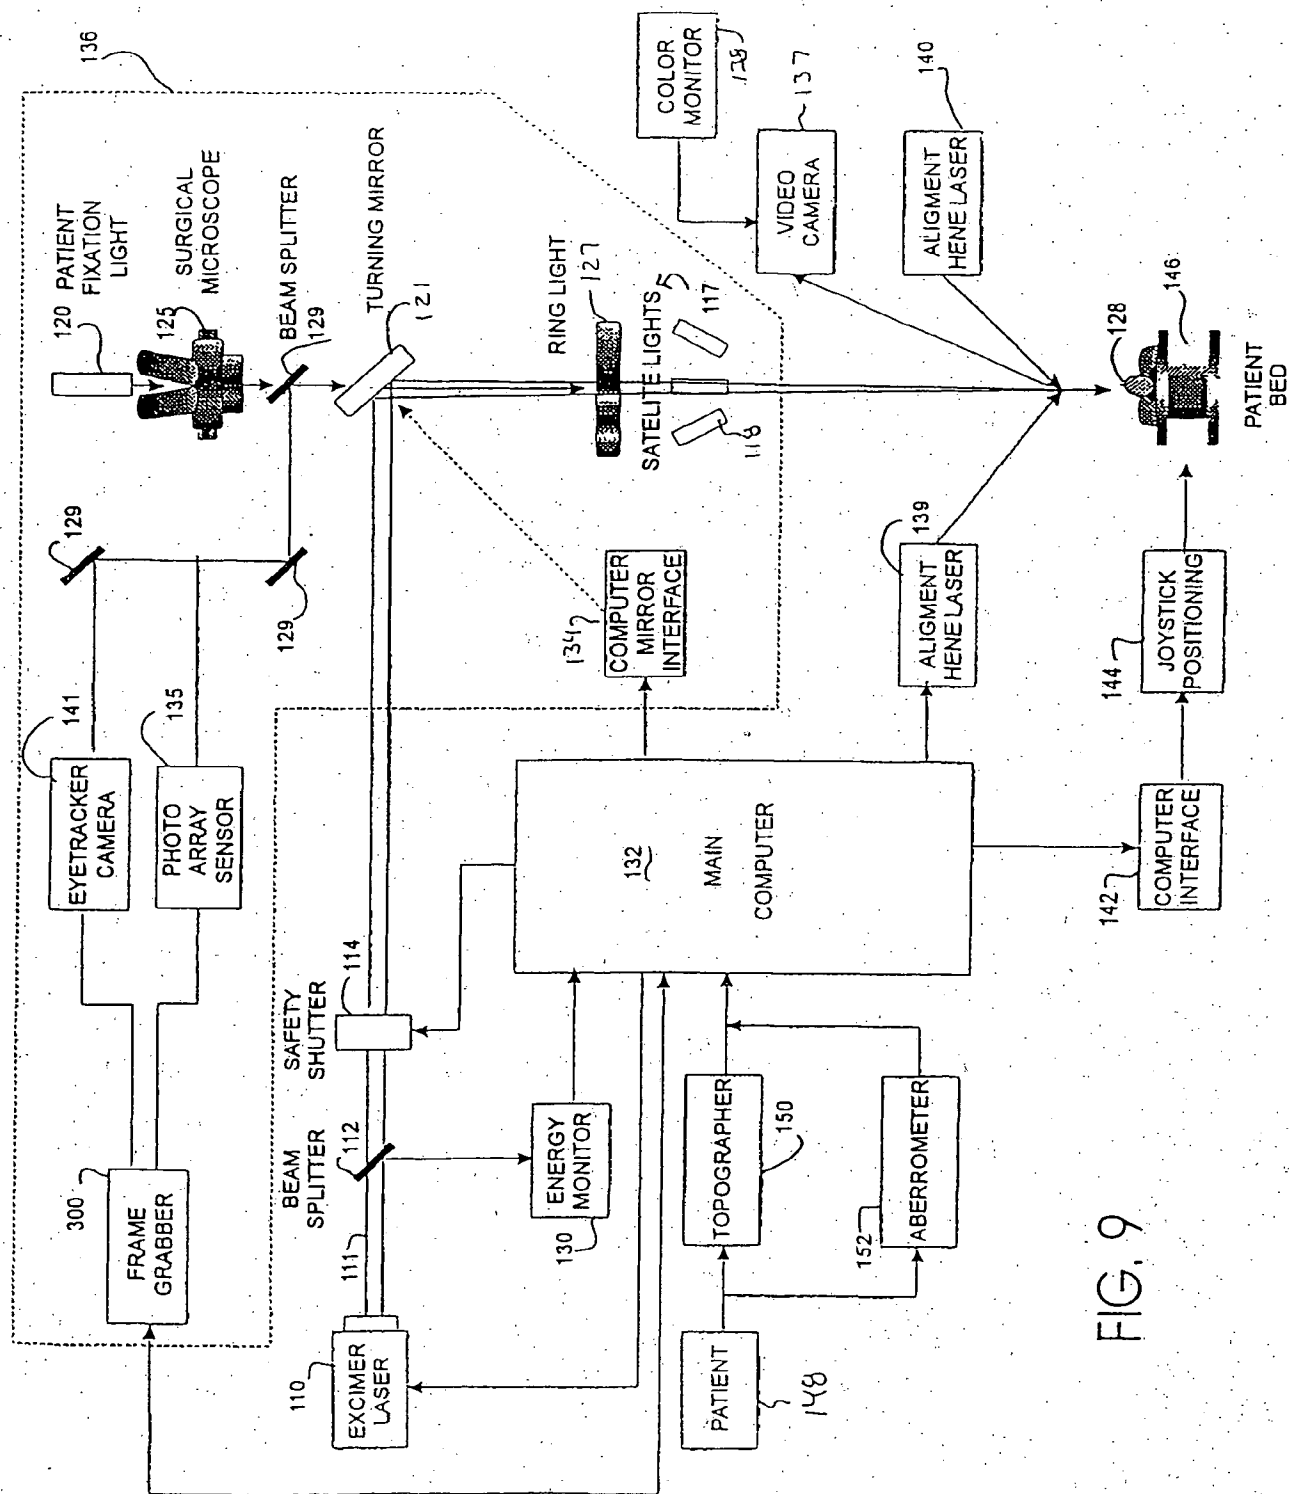 136
120
PATIENT
FIXATION
LIGHT
125
SURGICAL
MICROSCOPE
BEAM SPLITTER
129
129
129
TURNING MIRROR
121
RING LIGHT
127
SATELITE LIGHTS
117
118
COLOR
MONITOR
VIDEO
CAMERA
137
140
ALIGMENT
HENE LASER
128
146
PATIENT
BED
141
EYETRACKER
CAMERA
135
PHOTO
ARRAY
SENSOR
134
COMPUTER
MIRROR
INTERFACE
139
ALIGMENT
HENE LASER
144
JOYSTICK
POSITIONING
142
COMPUTER
INTERFACE
132
MAIN
COMPUTER
300
FRAME
GRABBER
SAFETY
SHUTTER
114
BEAM
SPLITTER
112
111
110
EXCIMER
LASER
ENERGY
MONITOR
130
TOPOGRAPHER
150
152
ABERROMETER
PATIENT
148
FIG. 9